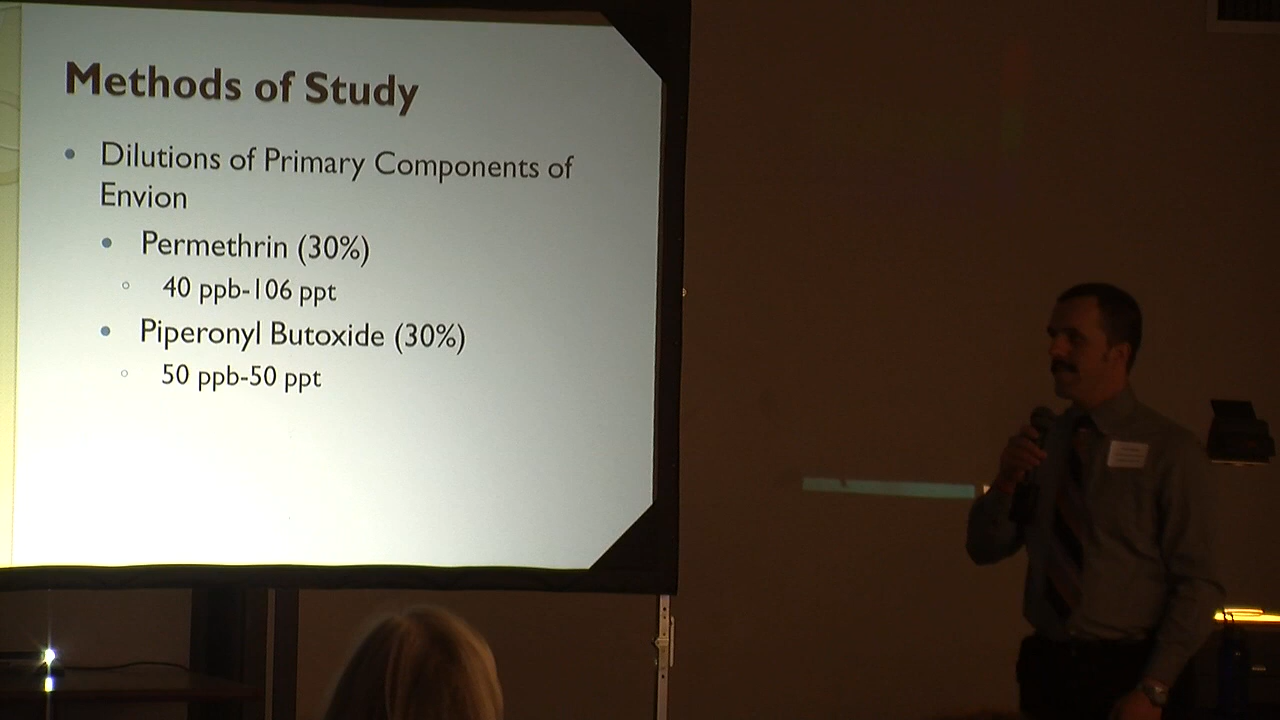 Methods of Study
• Dilutions of Primary Components of
Envion
• Permethrin (30%)
◦ 40 ppb-106 ppt
• Piperonyl Butoxide (30%)
◦ 50 ppb-50 ppt